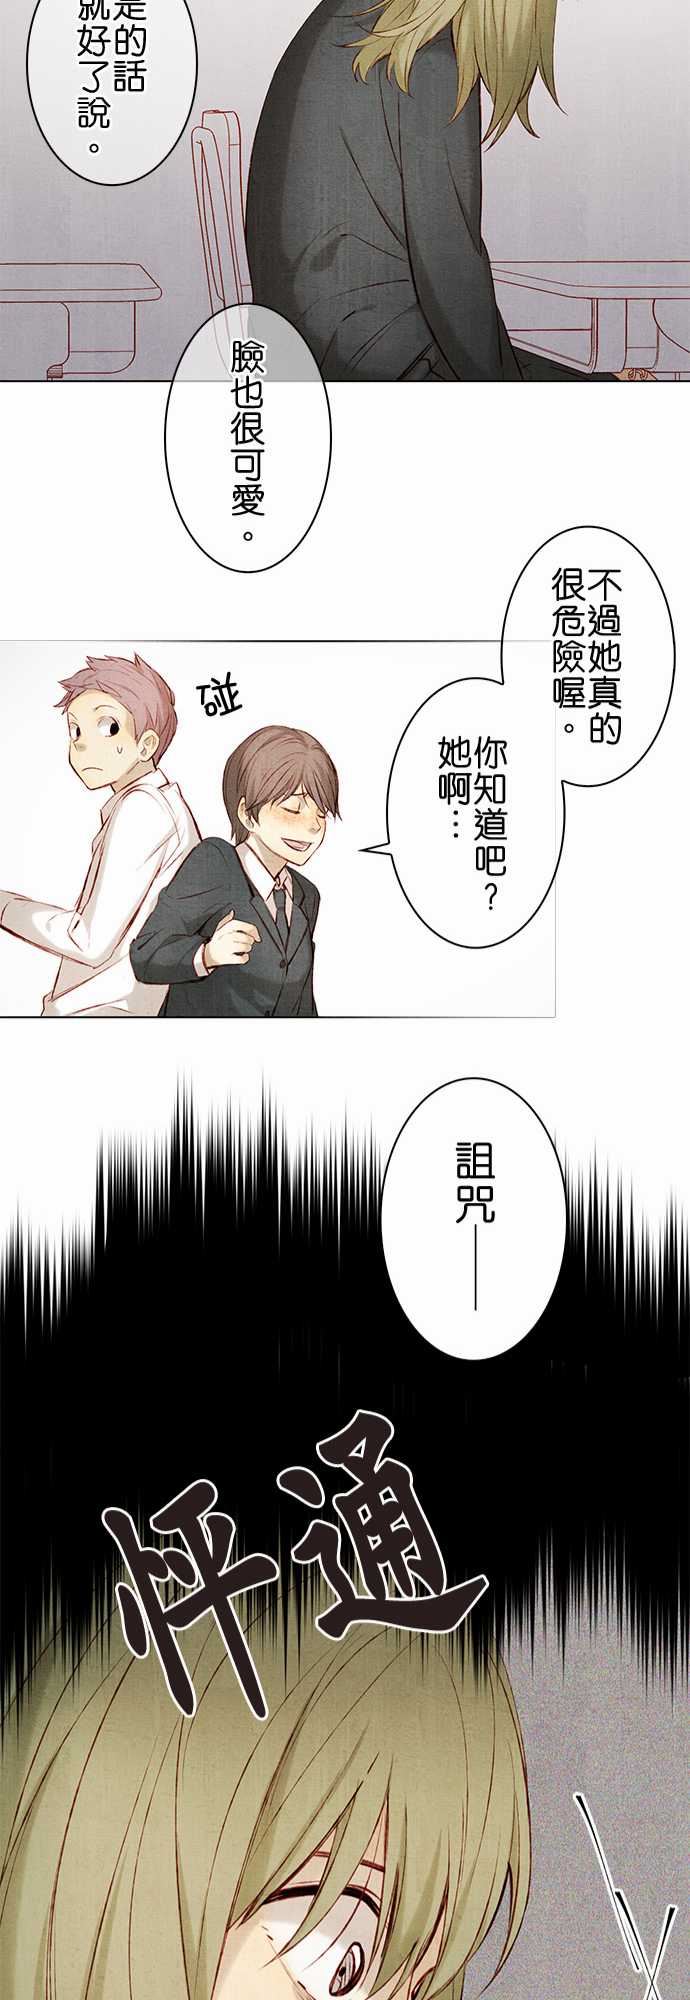 是的話
就好了說。
臉也很可愛。
不過她真的
很危險喔。
碰
你知道吧？
她啊…
詛咒—
怦通